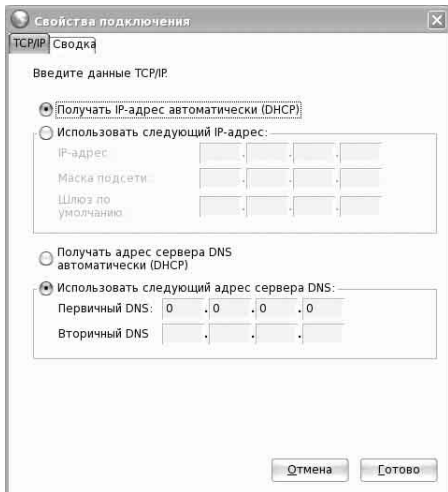 Свойства подключения
TCP/IP Сводка
Введите данные TCP/IP.
Получать IP-адрес автоматически (DHCP)
Использовать следующий IP-адрес:
IP-адрес
Маска подсети:
Шлюз по
умолчанию
Получать адрес сервера DNS
автоматически (DHCP)
Использовать следующий адрес сервера DNS:
Первичный DNS: 0 . 0 . 0 . 0
Вторичный DNS . . .
Отмена Готово